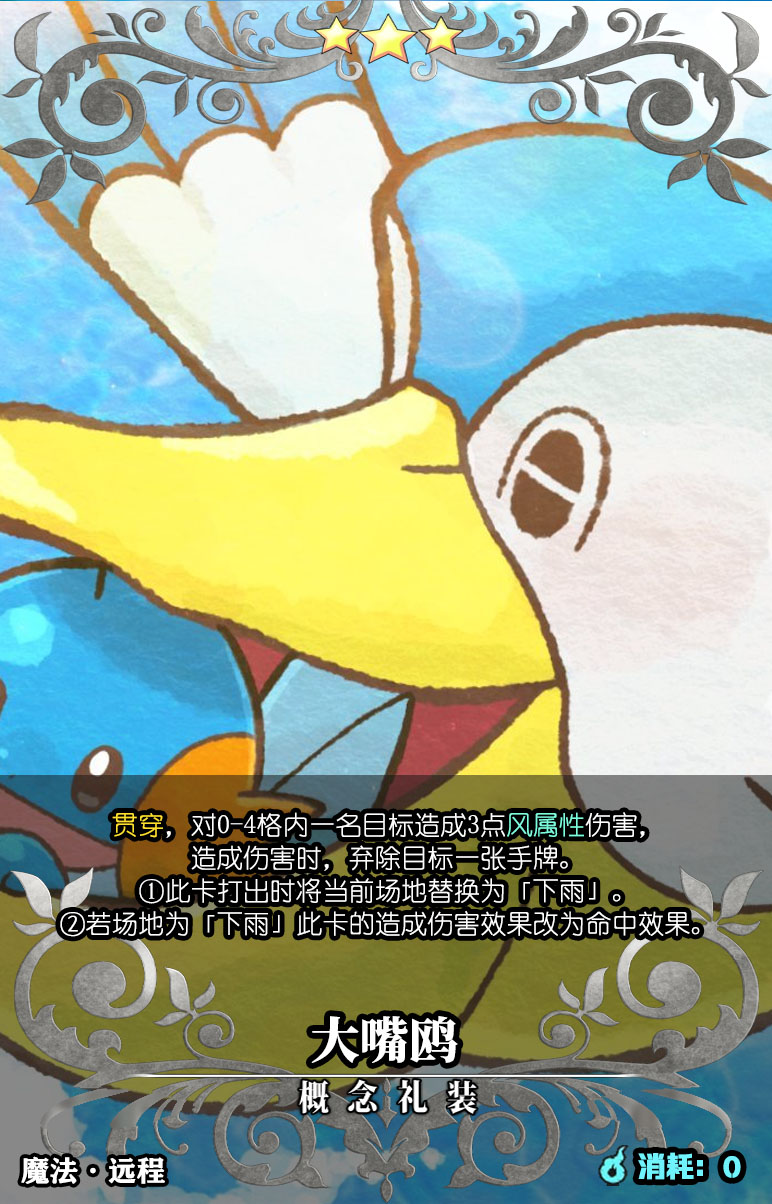 贯穿，对0-4格内一名目标造成3点风属性伤害，
造成伤害时，弃除目标一张手牌。
①此卡打出时将当前场地替换为「下雨」。
②若场地为「下雨」此卡的造成伤害效果改为命中效果。
大嘴鸥
概念礼装
魔法·远程
消耗：0